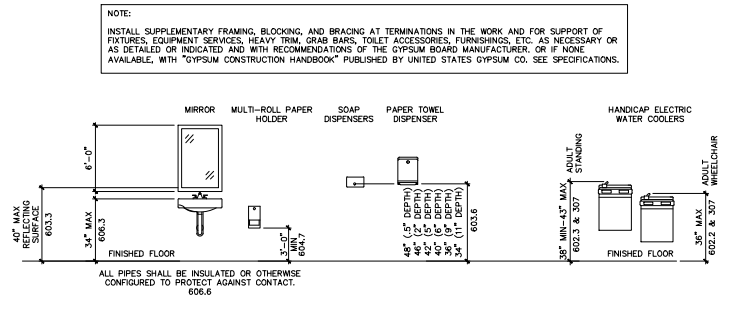 NOTE:
INSTALL SUPPLEMENTARY FRAMING, BLOCKING, AND BRACING AT TERMINATIONS IN THE WORK AND FOR SUPPORT OF
FIXTURES, EQUIPMENT SERVICES, HEAVY TRIM, GRAB BARS, TOILET ACCESSORIES, FURNISHINGS, ETC. AS NECESSARY OR
AS DETAILED OR INDICATED AND WITH RECOMMENDATIONS OF THE GYPSUM BOARD MANUFACTURER. OR IF NONE
AVAILABLE, WITH "GYPSUM CONSTRUCTION HANDBOOK" PUBLISHED BY UNITED STATES GYPSUM CO. SEE SPECIFICATIONS.
MIRROR
MULTI-ROLL PAPER
HOLDER
SOAP
DISPENSERS
PAPER TOWEL
DISPENSER
HANDICAP ELECTRIC
WATER COOLERS
40" MAX
REFLECTING
SURFACE
603.3
6'-0"
34" MAX
606.3
3'-0"
MIN
604.7
48" (.5" DEPTH)
46" (2" DEPTH)
42" (5" DEPTH)
40" (6" DEPTH)
36" (9" DEPTH)
34" (11" DEPTH)
603.6
38" MIN-43" MAX
602.3 & 307
ADULT
STANDING
36" MAX
602.2 & 307
ADULT
WHEELCHAIR
FINISHED FLOOR
FINISHED FLOOR
ALL PIPES SHALL BE INSULATED OR OTHERWISE
CONFIGURED TO PROTECT AGAINST CONTACT.
606.6